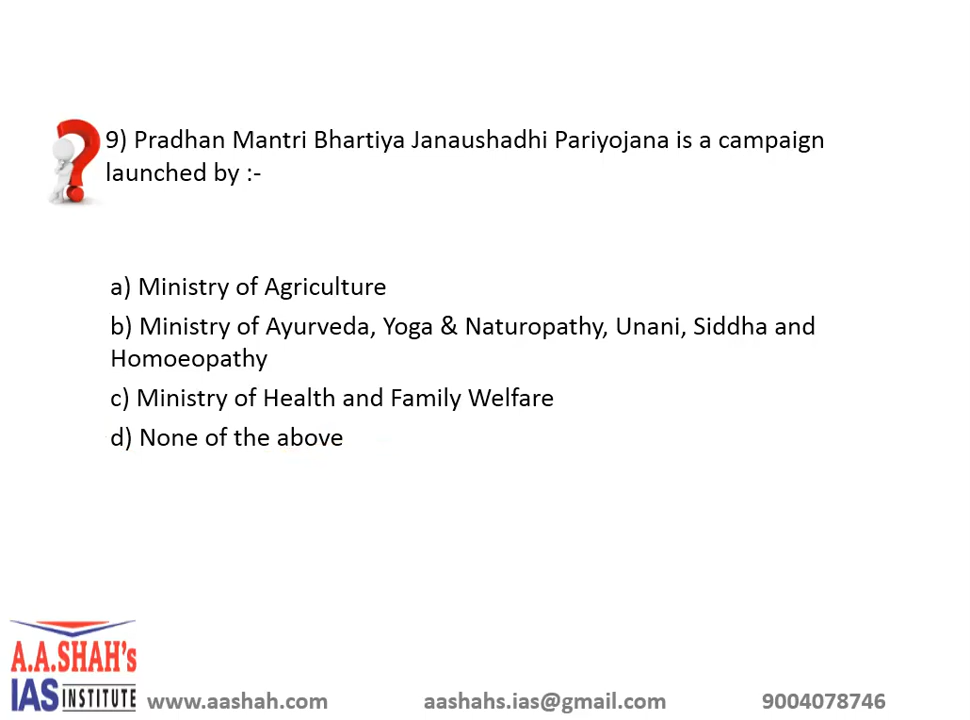 9) Pradhan Mantri Bhartiya Janaushadhi Pariyojana is a campaign
launched by :-
a) Ministry of Agriculture
b) Ministry of Ayurveda, Yoga & Naturopathy, Unani, Siddha and
Homoeopathy
c) Ministry of Health and Family Welfare
d) None of the above
A.A.SHAH's
IAS INSTITUTE
www.aashah.com aashahs.ias@gmail.com 9004078746